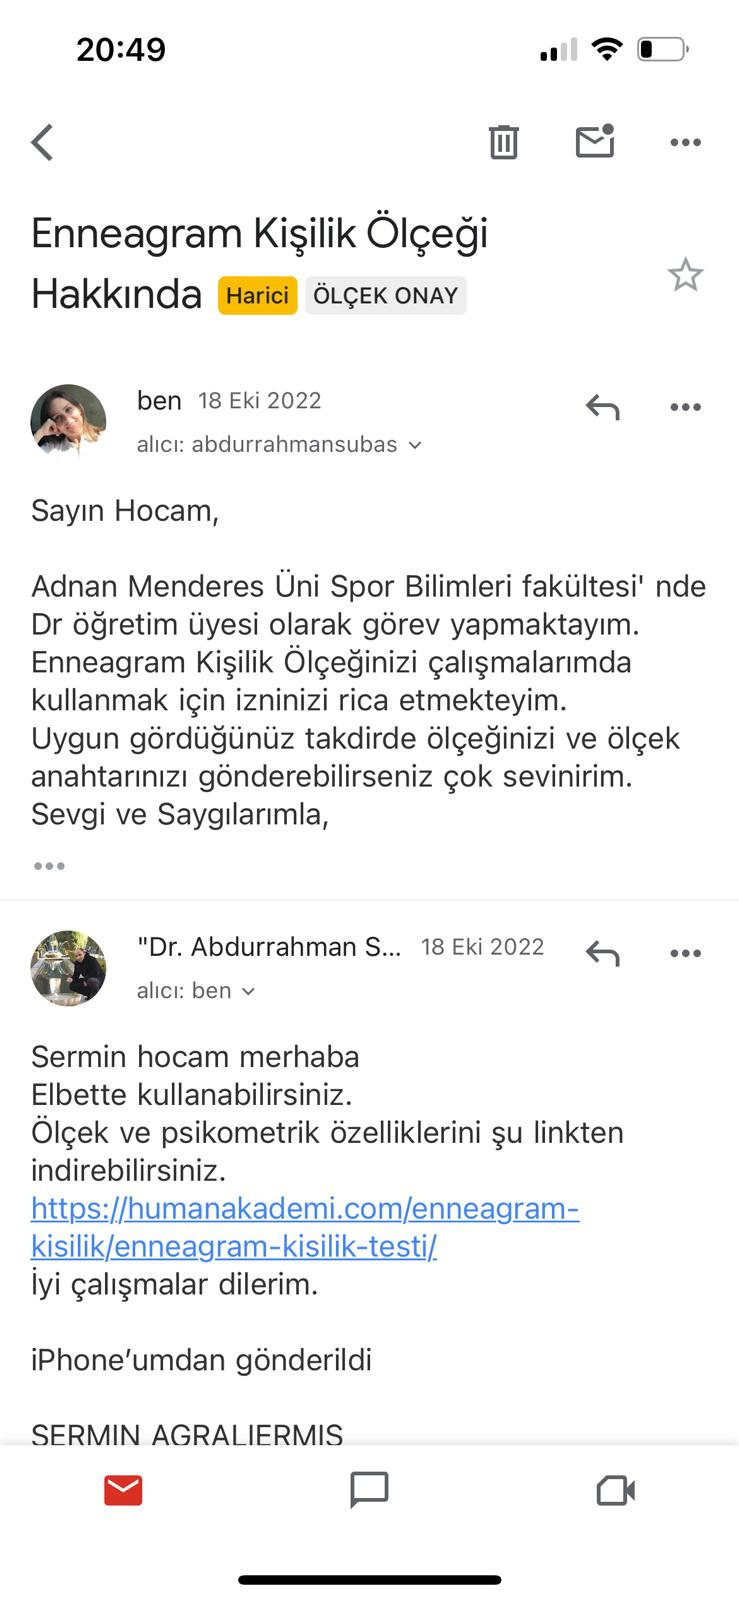 20:49
Enneagram Kişilik Ölçeği
Hakkında Harici ÖLÇEK ONAY
ben 18 Eki 2022
alıcı: abdurrahmansubas
Sayın Hocam,
Adnan Menderes Üni Spor Bilimleri fakültesi' nde
Dr öğretim üyesi olarak görev yapmaktayım.
Enneagram Kişilik Ölçeğinizi çalışmalarımda
kullanmak için izninizi rica etmekteyim.
Uygun gördüğünüz takdirde ölçeğinizi ve ölçek
anahtarınızı gönderebilirseniz çok sevinirim.
Sevgi ve Saygılarımla,
"Dr. Abdurrahman S... 18 Eki 2022
alıcı: ben
Sermin hocam merhaba
Elbette kullanabilirsiniz.
Ölçek ve psikometrik özelliklerini şu linkten
indirebilirsiniz.
https://humanakademi.com/enneagram-
kisilik/enneagram-kisilik-testi/
İyi çalışmalar dilerim.
iPhone’umdan gönderildi
SERMIN AGRALIERMIS